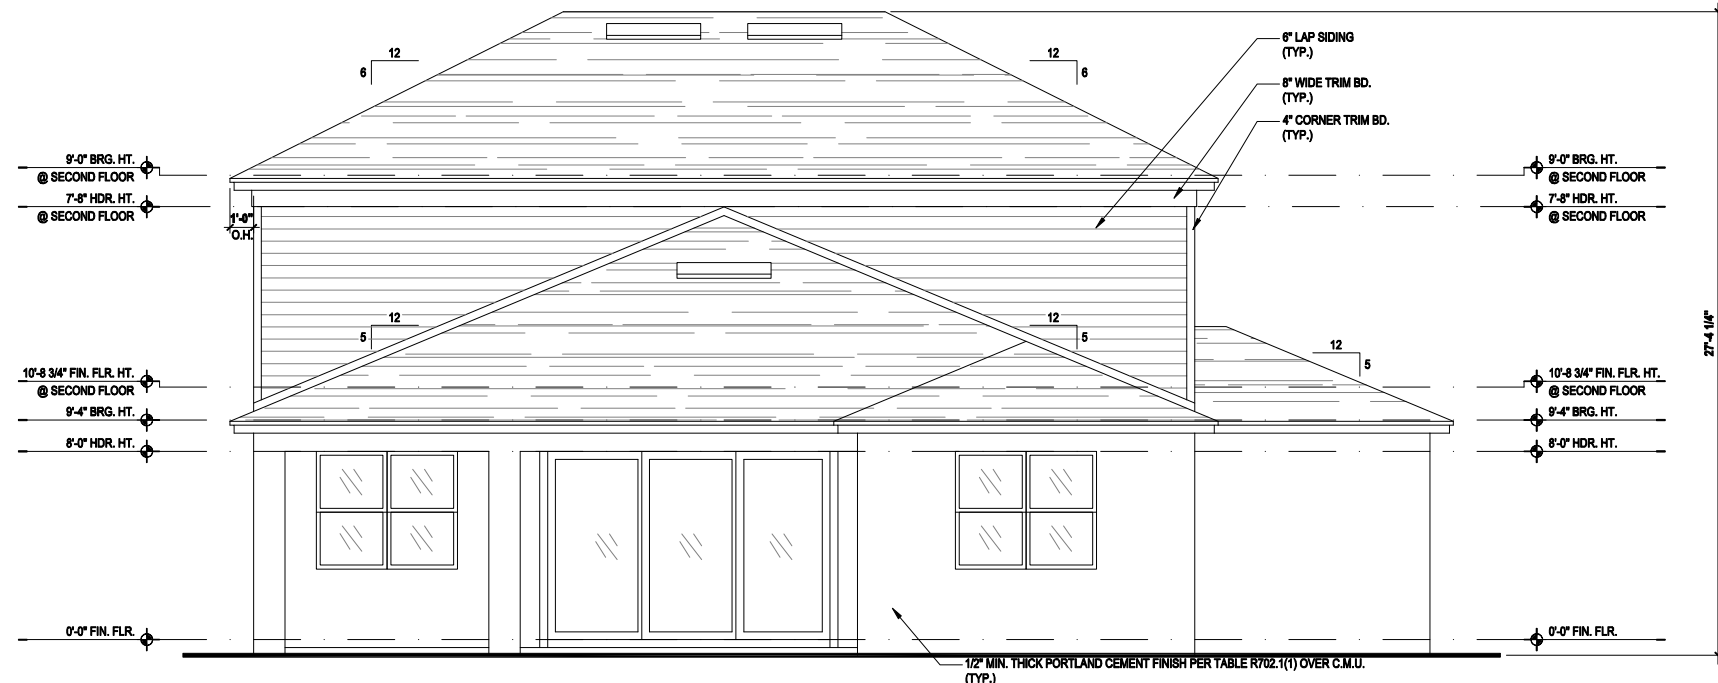 6" LAP SIDING
(TYP.)
12
6
12
6
8" WIDE TRIM BD.
(TYP.)
4" CORNER TRIM BD.
(TYP.)
9'-0" BRG. HT.
@ SECOND FLOOR
9'-0" BRG. HT.
@ SECOND FLOOR
7'-8" HDR. HT.
@ SECOND FLOOR
7'-8" HDR. HT.
@ SECOND FLOOR
1'-0"
O.H.
12
5
12
5
12
5
27'-4 1/4"
10'-8 3/4" FIN. FLR. HT.
@ SECOND FLOOR
10'-8 3/4" FIN. FLR. HT.
@ SECOND FLOOR
9'-4" BRG. HT.
9'-4" BRG. HT.
8'-0" HDR. HT.
8'-0" HDR. HT.
0'-0" FIN. FLR.
0'-0" FIN. FLR.
1/2" MIN. THICK PORTLAND CEMENT FINISH PER TABLE R702.1(1) OVER C.M.U.
(TYP.)